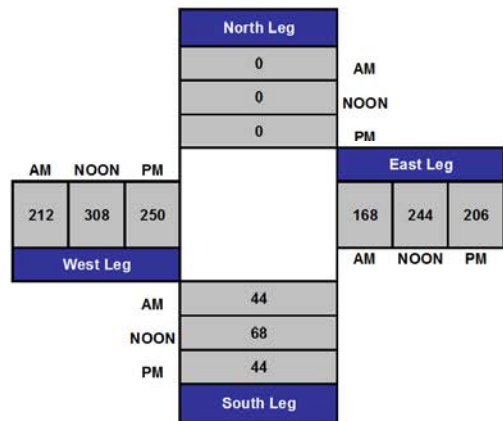 North Leg
0 AM
0 NOON
0 PM
AM NOON PM East Leg
212 308 250 168 244 206
West Leg AM NOON PM
AM 44
NOON 68
PM 44
South Leg